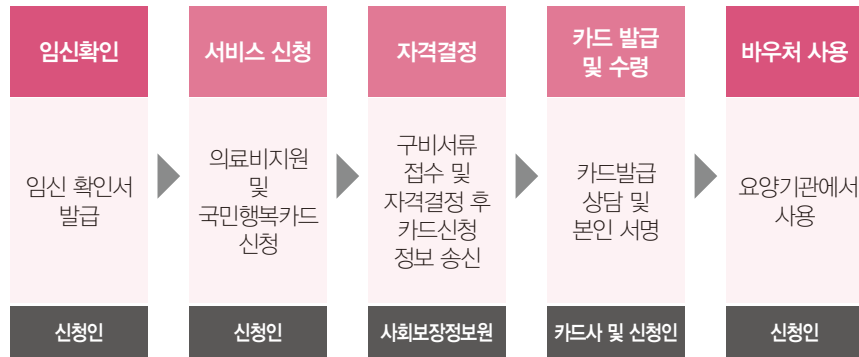 임신확인
임신 확인서
발급
신청인
서비스 신청
의료비지원
및
국민행복카드
신청
신청인
자격결정
구비서류
접수 및
자격결정 후
카드신청
정보 송신
사회보장정보원
카드 발급
및 수령
카드발급
상담 및
본인 서명
카드사 및 신청인
바우처 사용
요양기관에서
사용
신청인